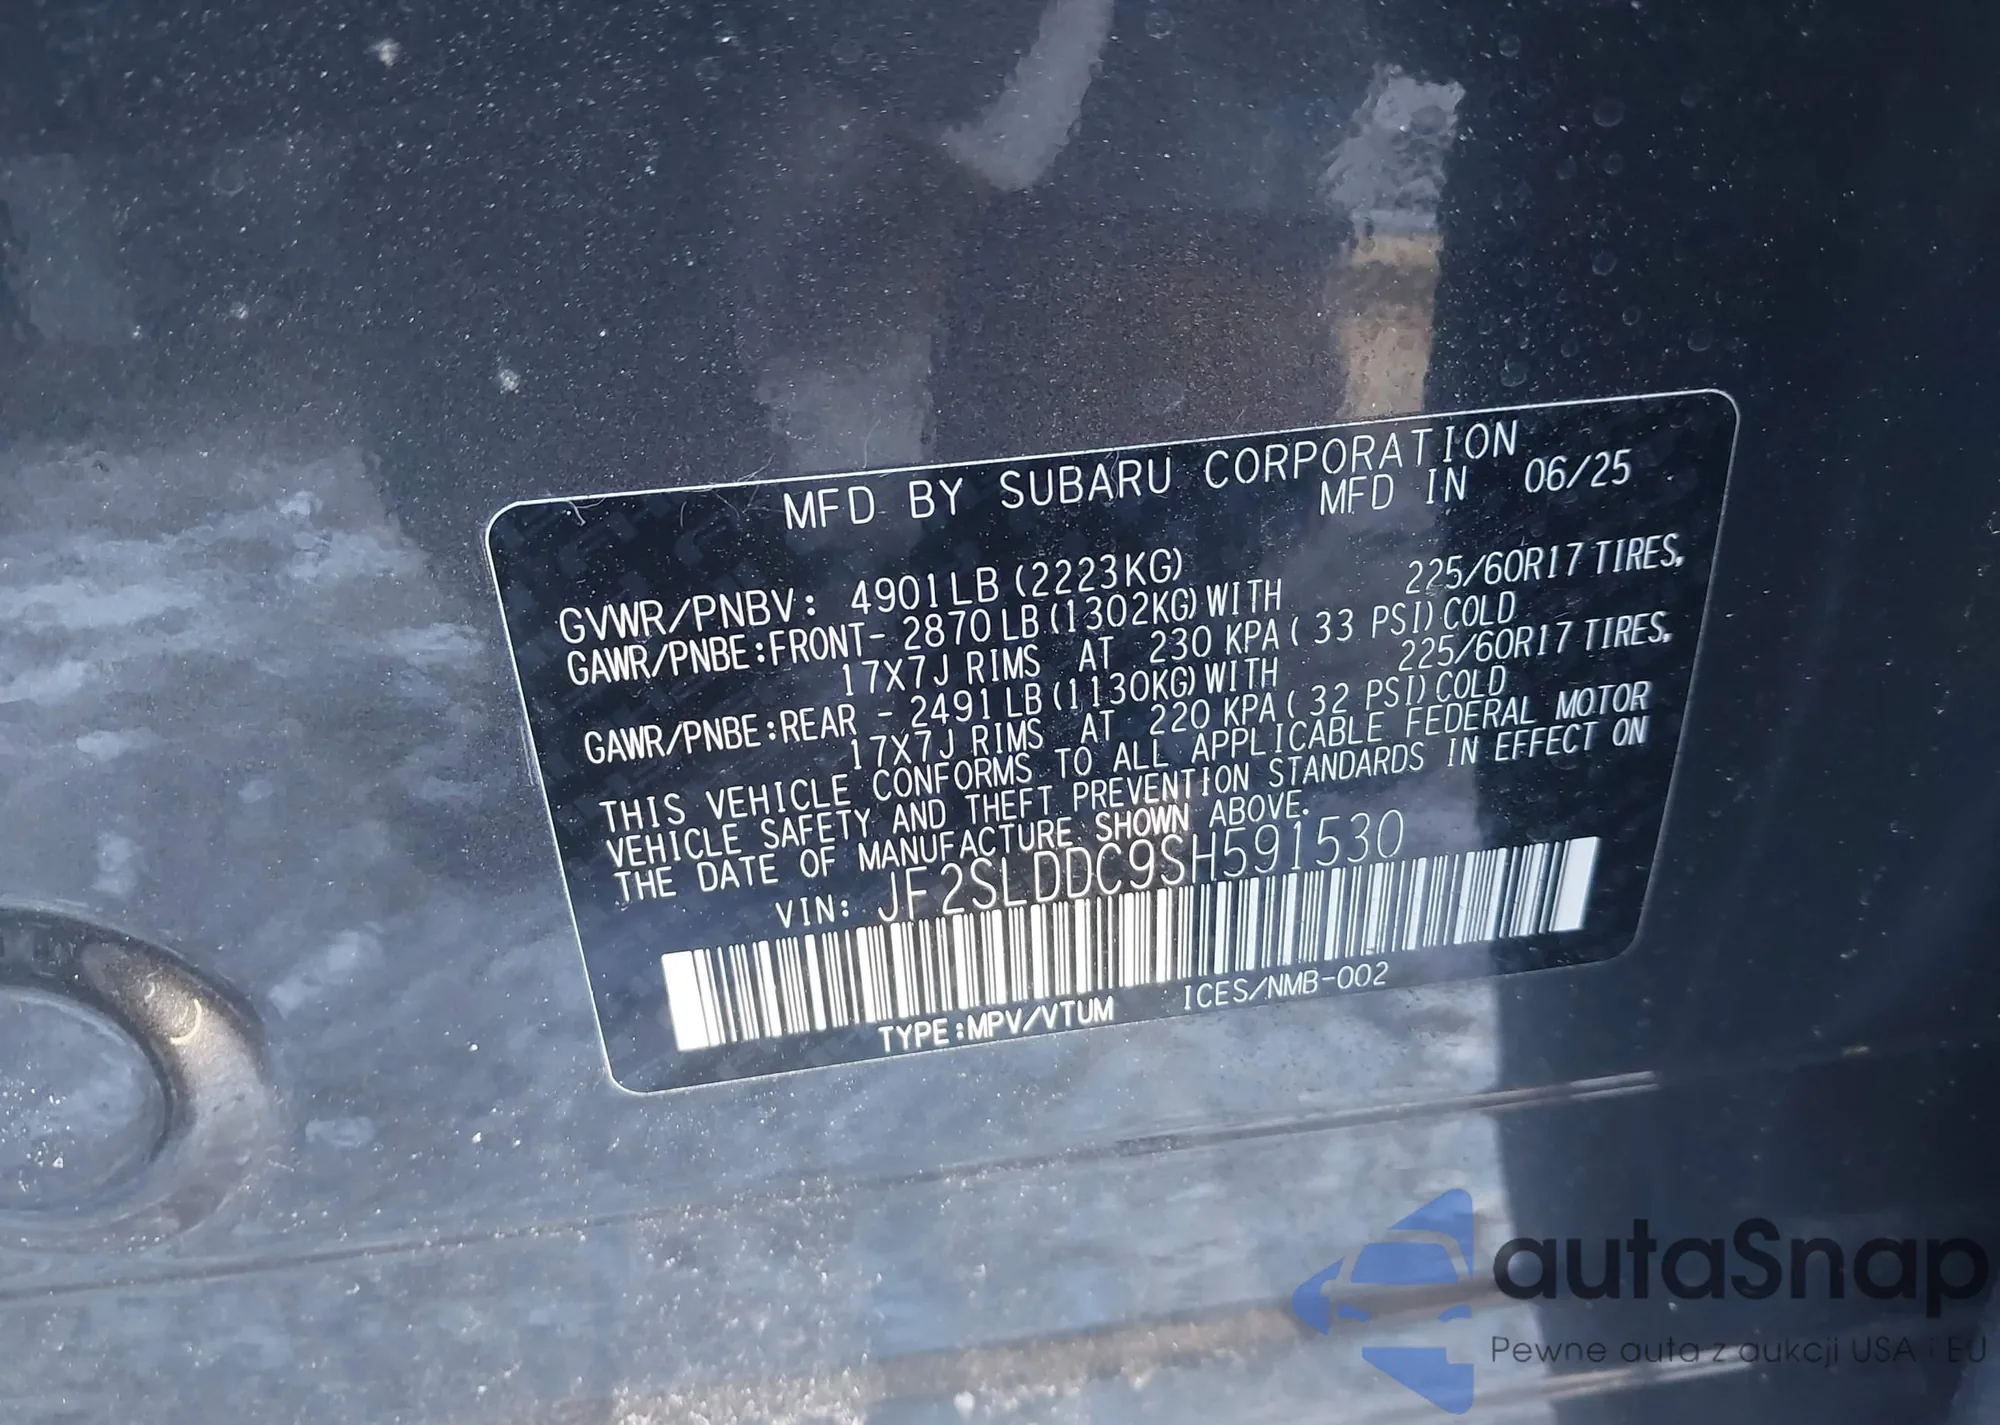 MFD BY SUBARU CORPORATION
MFD IN 06/25
GVWR/PNBV: 4901LB (2223KG)
GAWR/PNBE:FRONT- 2870LB(1302KG)WITH 225/60R17 TIRES,
17X7J RIMS AT 230 KPA( 33 PSI)COLD
GAWR/PNBE:REAR - 2491LB(1130KG)WITH 225/60R17 TIRES,
17X7J RIMS AT 220 KPA( 32 PSI)COLD
THIS VEHICLE CONFORMS TO ALL APPLICABLE FEDERAL MOTOR
VEHICLE SAFETY AND THEFT PREVENTION STANDARDS IN EFFECT ON
THE DATE OF MANUFACTURE SHOWN ABOVE.
VIN: JF2SLDDC9SH591530
TYPE:MPV/VTUM ICES/NMB-002
autaSnap
Pewne auta z aukcji USA i EU